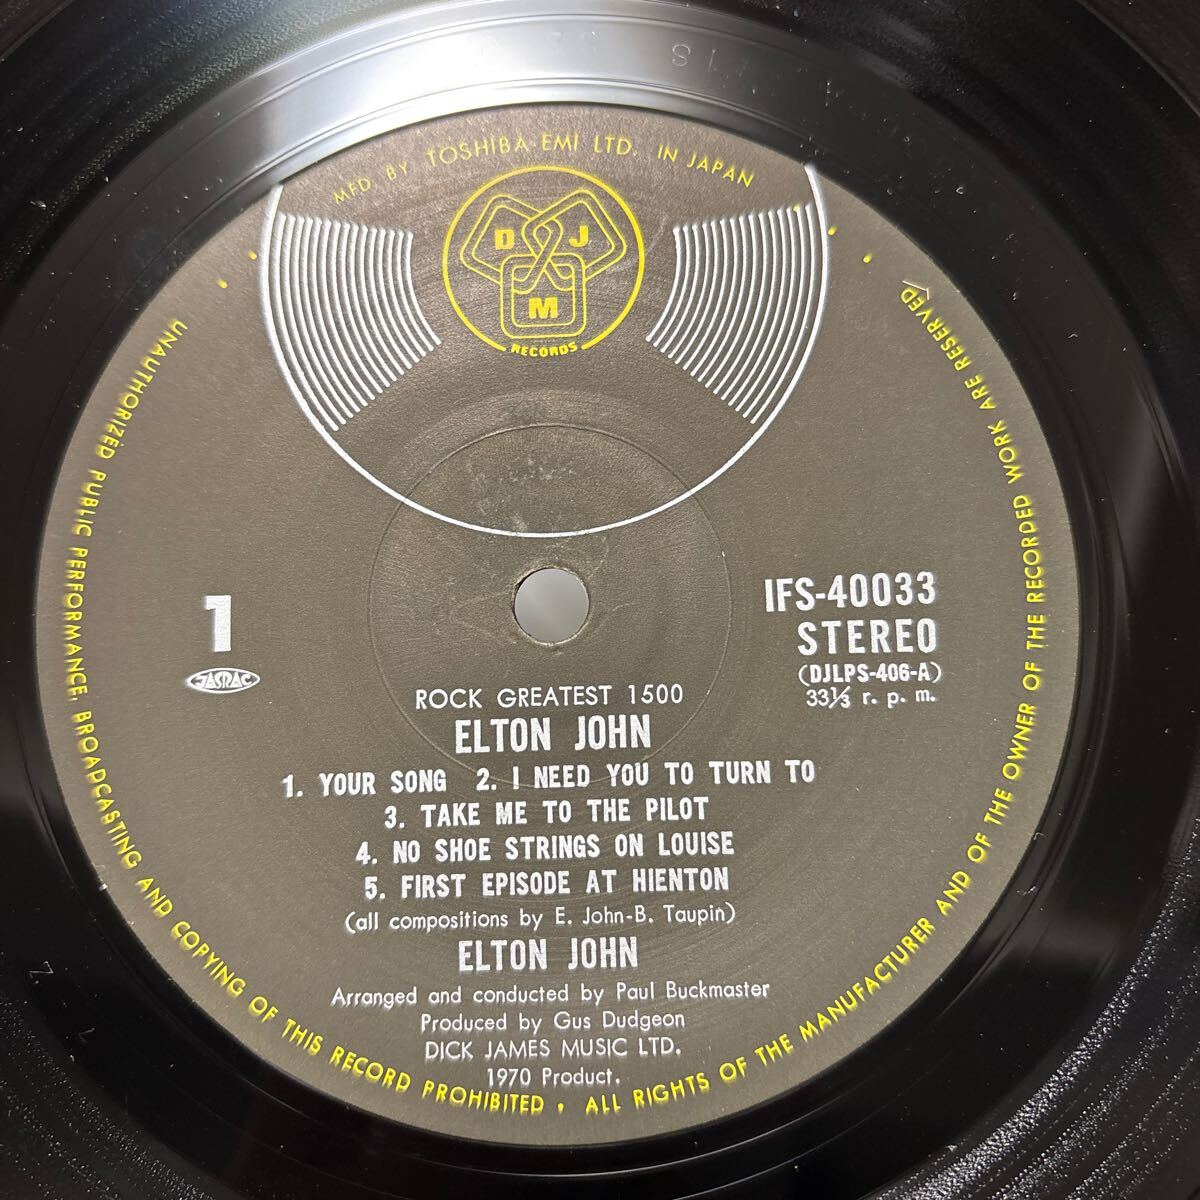 MFD. BY TOSHIBA-EMI LTD. IN JAPAN
D J
M
RECORDS
1
JASRAC
IFS-40033
STEREO
(DJLPS-406-A)
33⅓ r. p. m.
ROCK GREATEST 1500
ELTON JOHN
1. YOUR SONG 2. I NEED YOU TO TURN TO
3. TAKE ME TO THE PILOT
4. NO SHOE STRINGS ON LOUISE
5. FIRST EPISODE AT HIENTON
(all compositions by E. John-B. Taupin)
ELTON JOHN
Arranged and conducted by Paul Buckmaster
Produced by Gus Dudgeon
DICK JAMES MUSIC LTD.
1970 Product.
UNAUTHORIZED PUBLIC PERFORMANCE, BROADCASTING AND COPYING OF THIS RECORD PROHIBITED • ALL RIGHTS OF THE MANUFACTURER AND OF THE OWNER OF THE RECORDED WORK ARE RESERVED